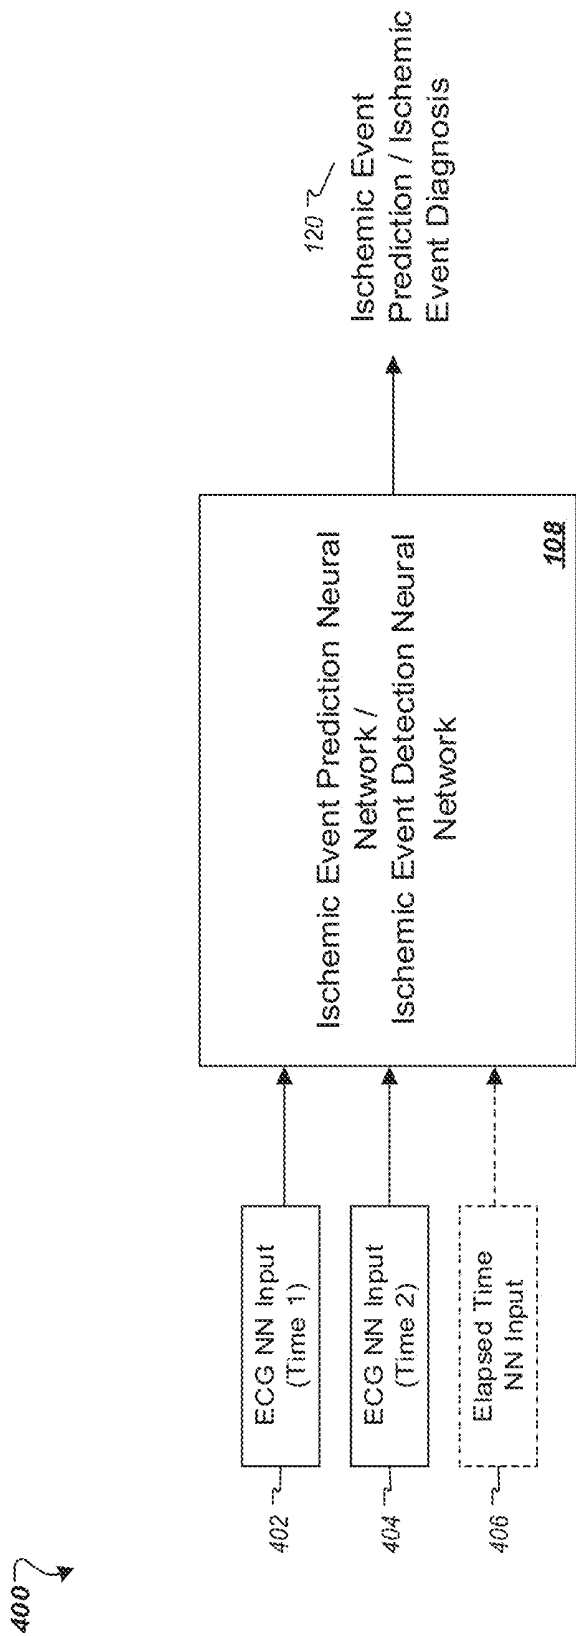 400
402
ECG NN Input
(Time 1)
404
ECG NN Input
(Time 2)
406
Elapsed Time
NN Input
Ischemic Event Prediction Neural
Network /
Ischemic Event Detection Neural
Network
108
120
Ischemic Event
Prediction / Ischemic
Event Diagnosis